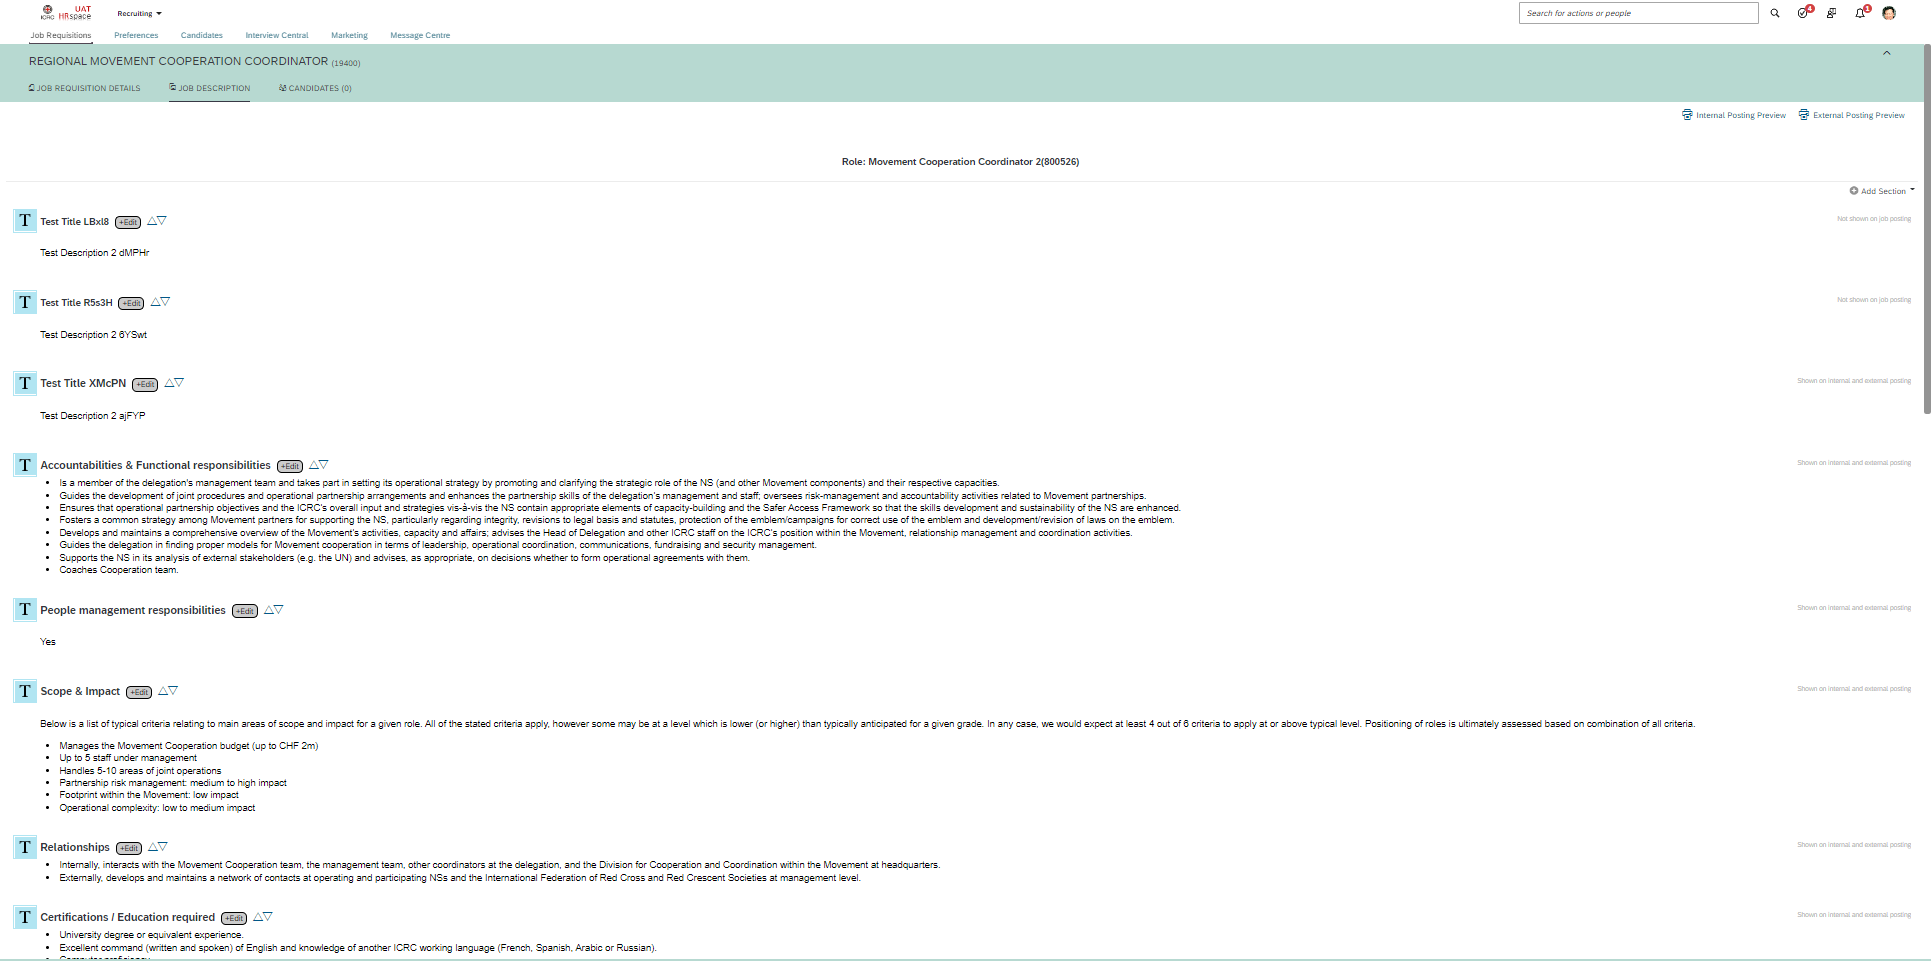 ICRC
UAT
HRspace
Recruiting
Search for actions or people
4
1
Job Requisitions Preferences Candidates Interview Central Marketing Message Centre
REGIONAL MOVEMENT COOPERATION COORDINATOR (19400)
JOB REQUISITION DETAILS JOB DESCRIPTION CANDIDATES (0)
Internal Posting Preview External Posting Preview
Role: Movement Cooperation Coordinator 2(800526)
Add Section
T Test Title LBxl8 +Edit
Not shown on job posting
Test Description 2 dMPHr
T Test Title R5s3H +Edit
Not shown on job posting
Test Description 2 6YSwt
T Test Title XMcPN +Edit
Shown on internal and external posting
Test Description 2 ajFYP
T Accountabilities & Functional responsibilities +Edit
Shown on internal and external posting
• Is a member of the delegation's management team and takes part in setting its operational strategy by promoting and clarifying the strategic role of the NS (and other Movement components) and their respective capacities.
• Guides the development of joint procedures and operational partnership arrangements and enhances the partnership skills of the delegation's management and staff; oversees risk-management and accountability activities related to Movement partnerships.
• Ensures that operational partnership objectives and the ICRC's overall input and strategies vis-à-vis the NS contain appropriate elements of capacity-building and the Safer Access Framework so that the skills development and sustainability of the NS are enhanced.
• Fosters a common strategy among Movement partners for supporting the NS, particularly regarding integrity, revisions to legal basis and statutes, protection of the emblem/campaigns for correct use of the emblem and development/revision of laws on the emblem.
• Develops and maintains a comprehensive overview of the Movement's activities, capacity and affairs; advises the Head of Delegation and other ICRC staff on the ICRC's position within the Movement, relationship management and coordination activities.
• Guides the delegation in finding proper models for Movement cooperation in terms of leadership, operational coordination, communications, fundraising and security management.
• Supports the NS in its analysis of external stakeholders (e.g. the UN) and advises, as appropriate, on decisions whether to form operational agreements with them.
• Coaches Cooperation team.
T People management responsibilities +Edit
Shown on internal and external posting
Yes
T Scope & Impact +Edit
Shown on internal and external posting
Below is a list of typical criteria relating to main areas of scope and impact for a given role. All of the stated criteria apply, however some may be at a level which is lower (or higher) than typically anticipated for a given grade. In any case, we would expect at least 4 out of 6 criteria to apply at or above typical level. Positioning of roles is ultimately assessed based on combination of all criteria.
• Manages the Movement Cooperation budget (up to CHF 2m)
• Up to 5 staff under management
• Handles 5-10 areas of joint operations
• Partnership risk management: medium to high impact
• Footprint within the Movement: low impact
• Operational complexity: low to medium impact
T Relationships +Edit
Shown on internal and external posting
• Internally, interacts with the Movement Cooperation team, the management team, other coordinators at the delegation, and the Division for Cooperation and Coordination within the Movement at headquarters.
• Externally, develops and maintains a network of contacts at operating and participating NSs and the International Federation of Red Cross and Red Crescent Societies at management level.
T Certifications / Education required +Edit
Shown on internal and external posting
• University degree or equivalent experience.
• Excellent command (written and spoken) of English and knowledge of another ICRC working language (French, Spanish, Arabic or Russian).